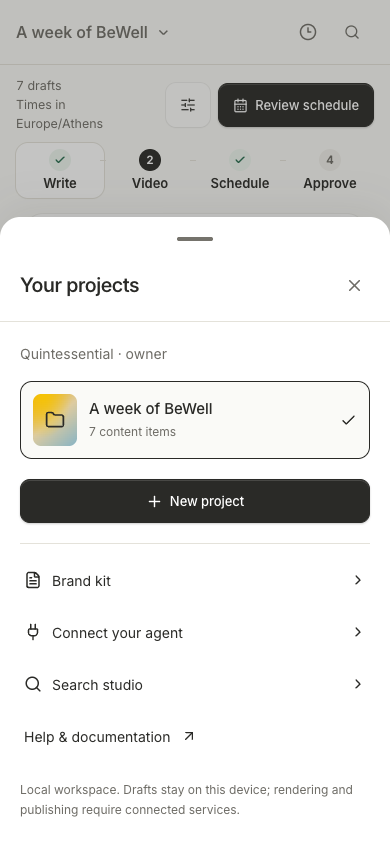 A week of BeWell
7 drafts
Times in
Europe/Athens
Review schedule
2
4
Write
Video
Schedule
Approve
Your projects
Quintessential · owner
A week of BeWell
7 content items
New project
Brand kit
Connect your agent
Search studio
Help & documentation
Local workspace. Drafts stay on this device; rendering and
publishing require connected services.